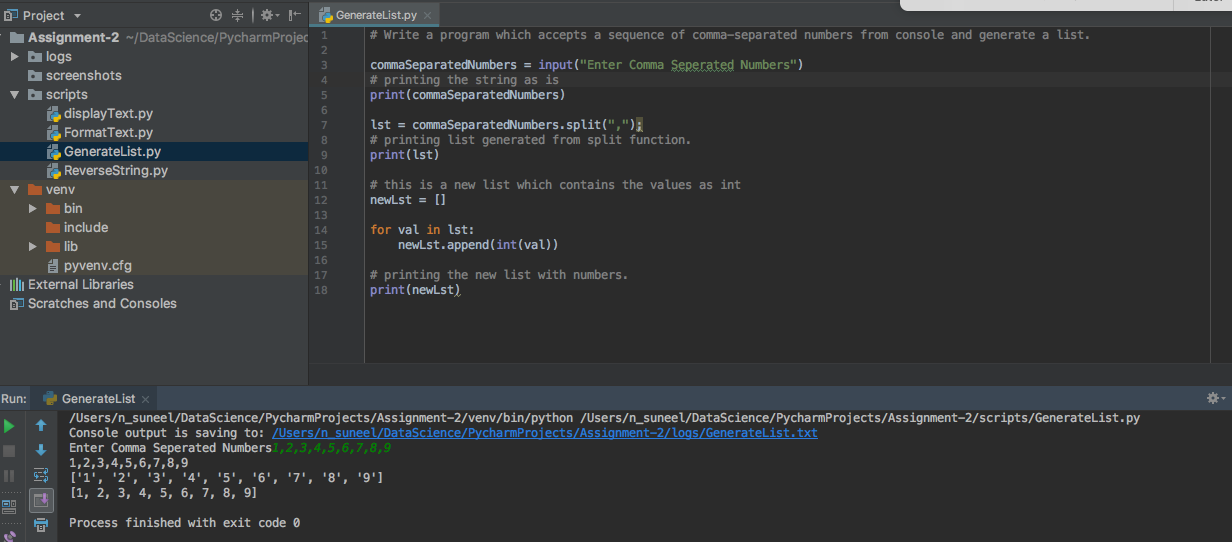 Project
Assignment-2 ~/DataScience/PycharmProjec
logs
screenshots
scripts
displayText.py
FormatText.py
GenerateList.py
ReverseString.py
venv
bin
include
lib
pyvenv.cfg
External Libraries
Scratches and Consoles
GenerateList.py ×
1 # Write a program which accepts a sequence of comma-separated numbers from console and generate a list.
2
3 commaSeparatedNumbers = input("Enter Comma Seperated Numbers")
4 # printing the string as is
5 print(commaSeparatedNumbers)
6
7 lst = commaSeparatedNumbers.split(",");
8 # printing list generated from split function.
9 print(lst)
10
11 # this is a new list which contains the values as int
12 newLst = []
13
14 for val in lst:
15 newLst.append(int(val))
16
17 # printing the new list with numbers.
18 print(newLst)
Run: GenerateList ×
/Users/n_suneel/DataScience/PycharmProjects/Assignment-2/venv/bin/python /Users/n_suneel/DataScience/PycharmProjects/Assignment-2/scripts/GenerateList.py
Console output is saving to: /Users/n_suneel/DataScience/PycharmProjects/Assignment-2/logs/GenerateList.txt
Enter Comma Seperated Numbers1,2,3,4,5,6,7,8,9
1,2,3,4,5,6,7,8,9
['1', '2', '3', '4', '5', '6', '7', '8', '9']
[1, 2, 3, 4, 5, 6, 7, 8, 9]
Process finished with exit code 0